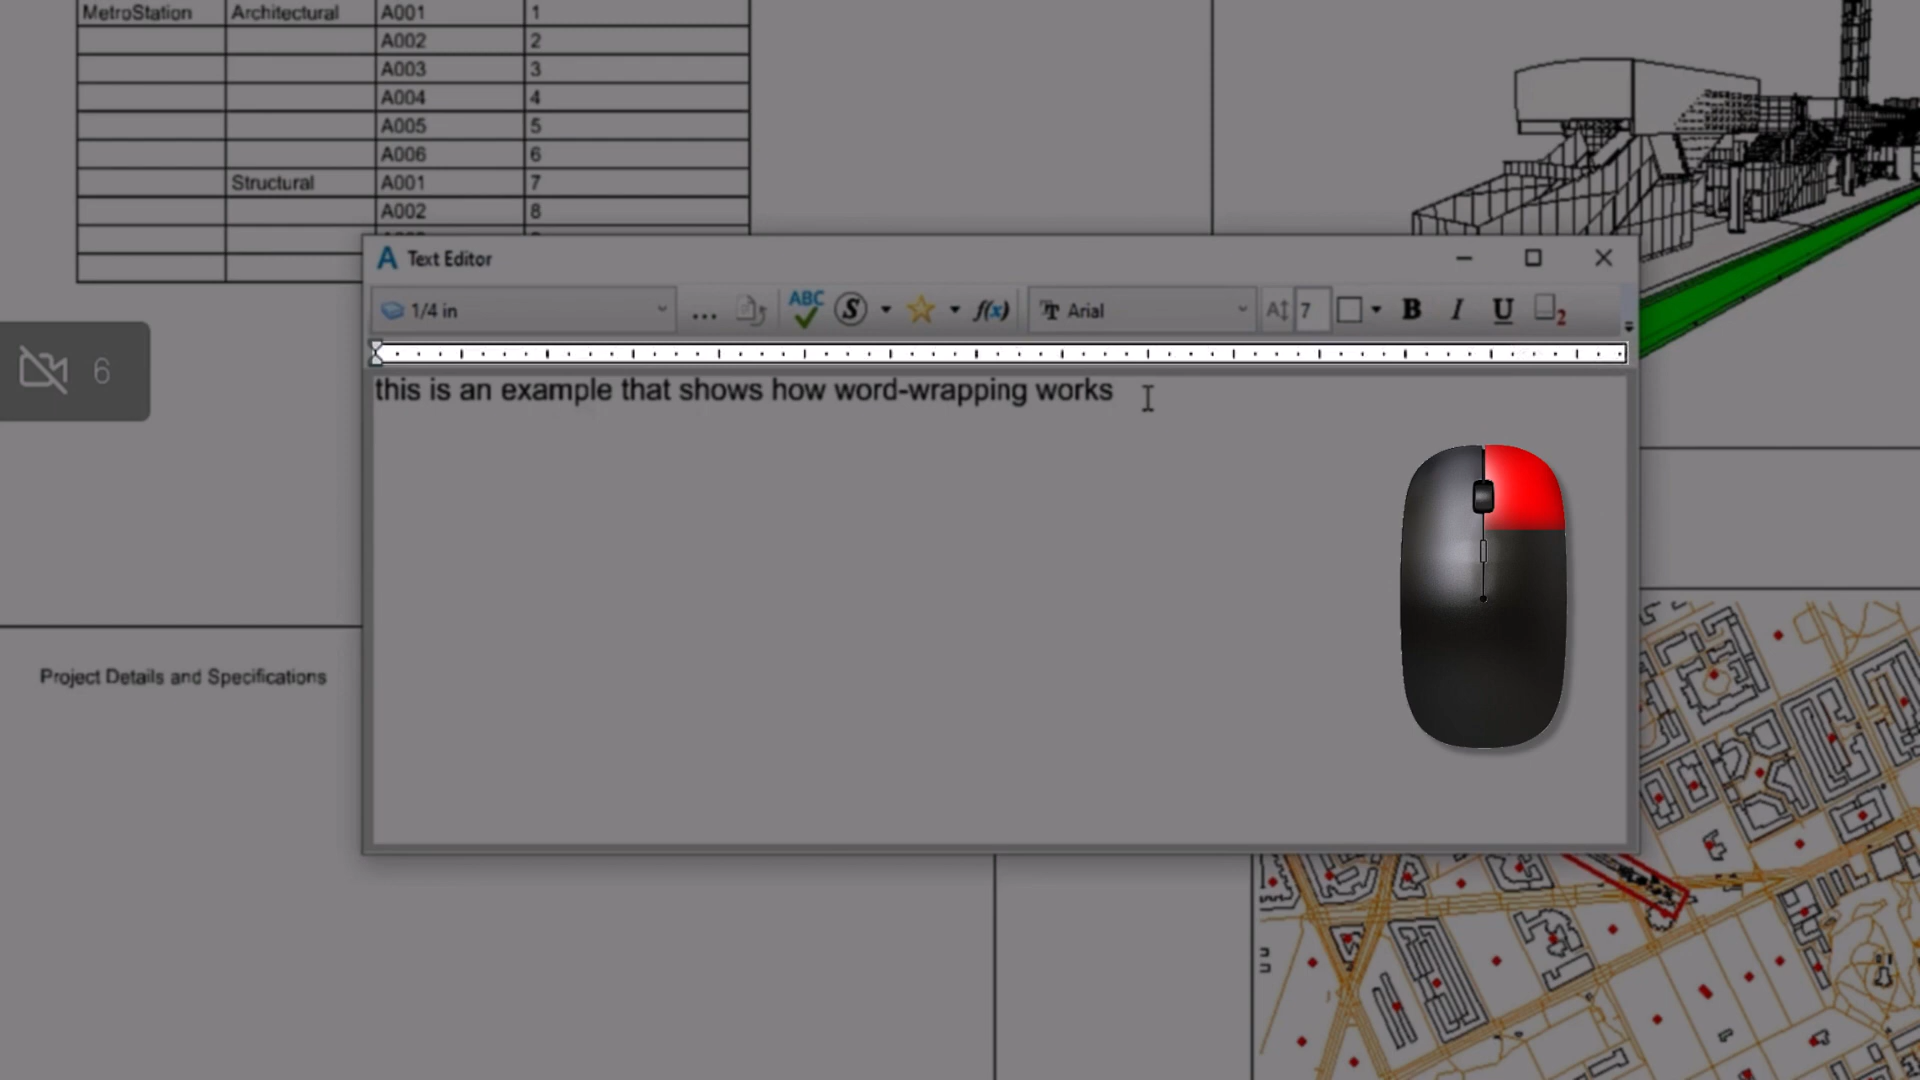 MetroStation Architectural A001 1
A002 2
A003 3
A004 4
A005 5
A006 6
Structural A001 7
A002 8
A Text Editor
1/4 in ... ABC S f(x) T Arial A 7 B I U 2
6
this is an example that shows how word-wrapping works
Project Details and Specifications